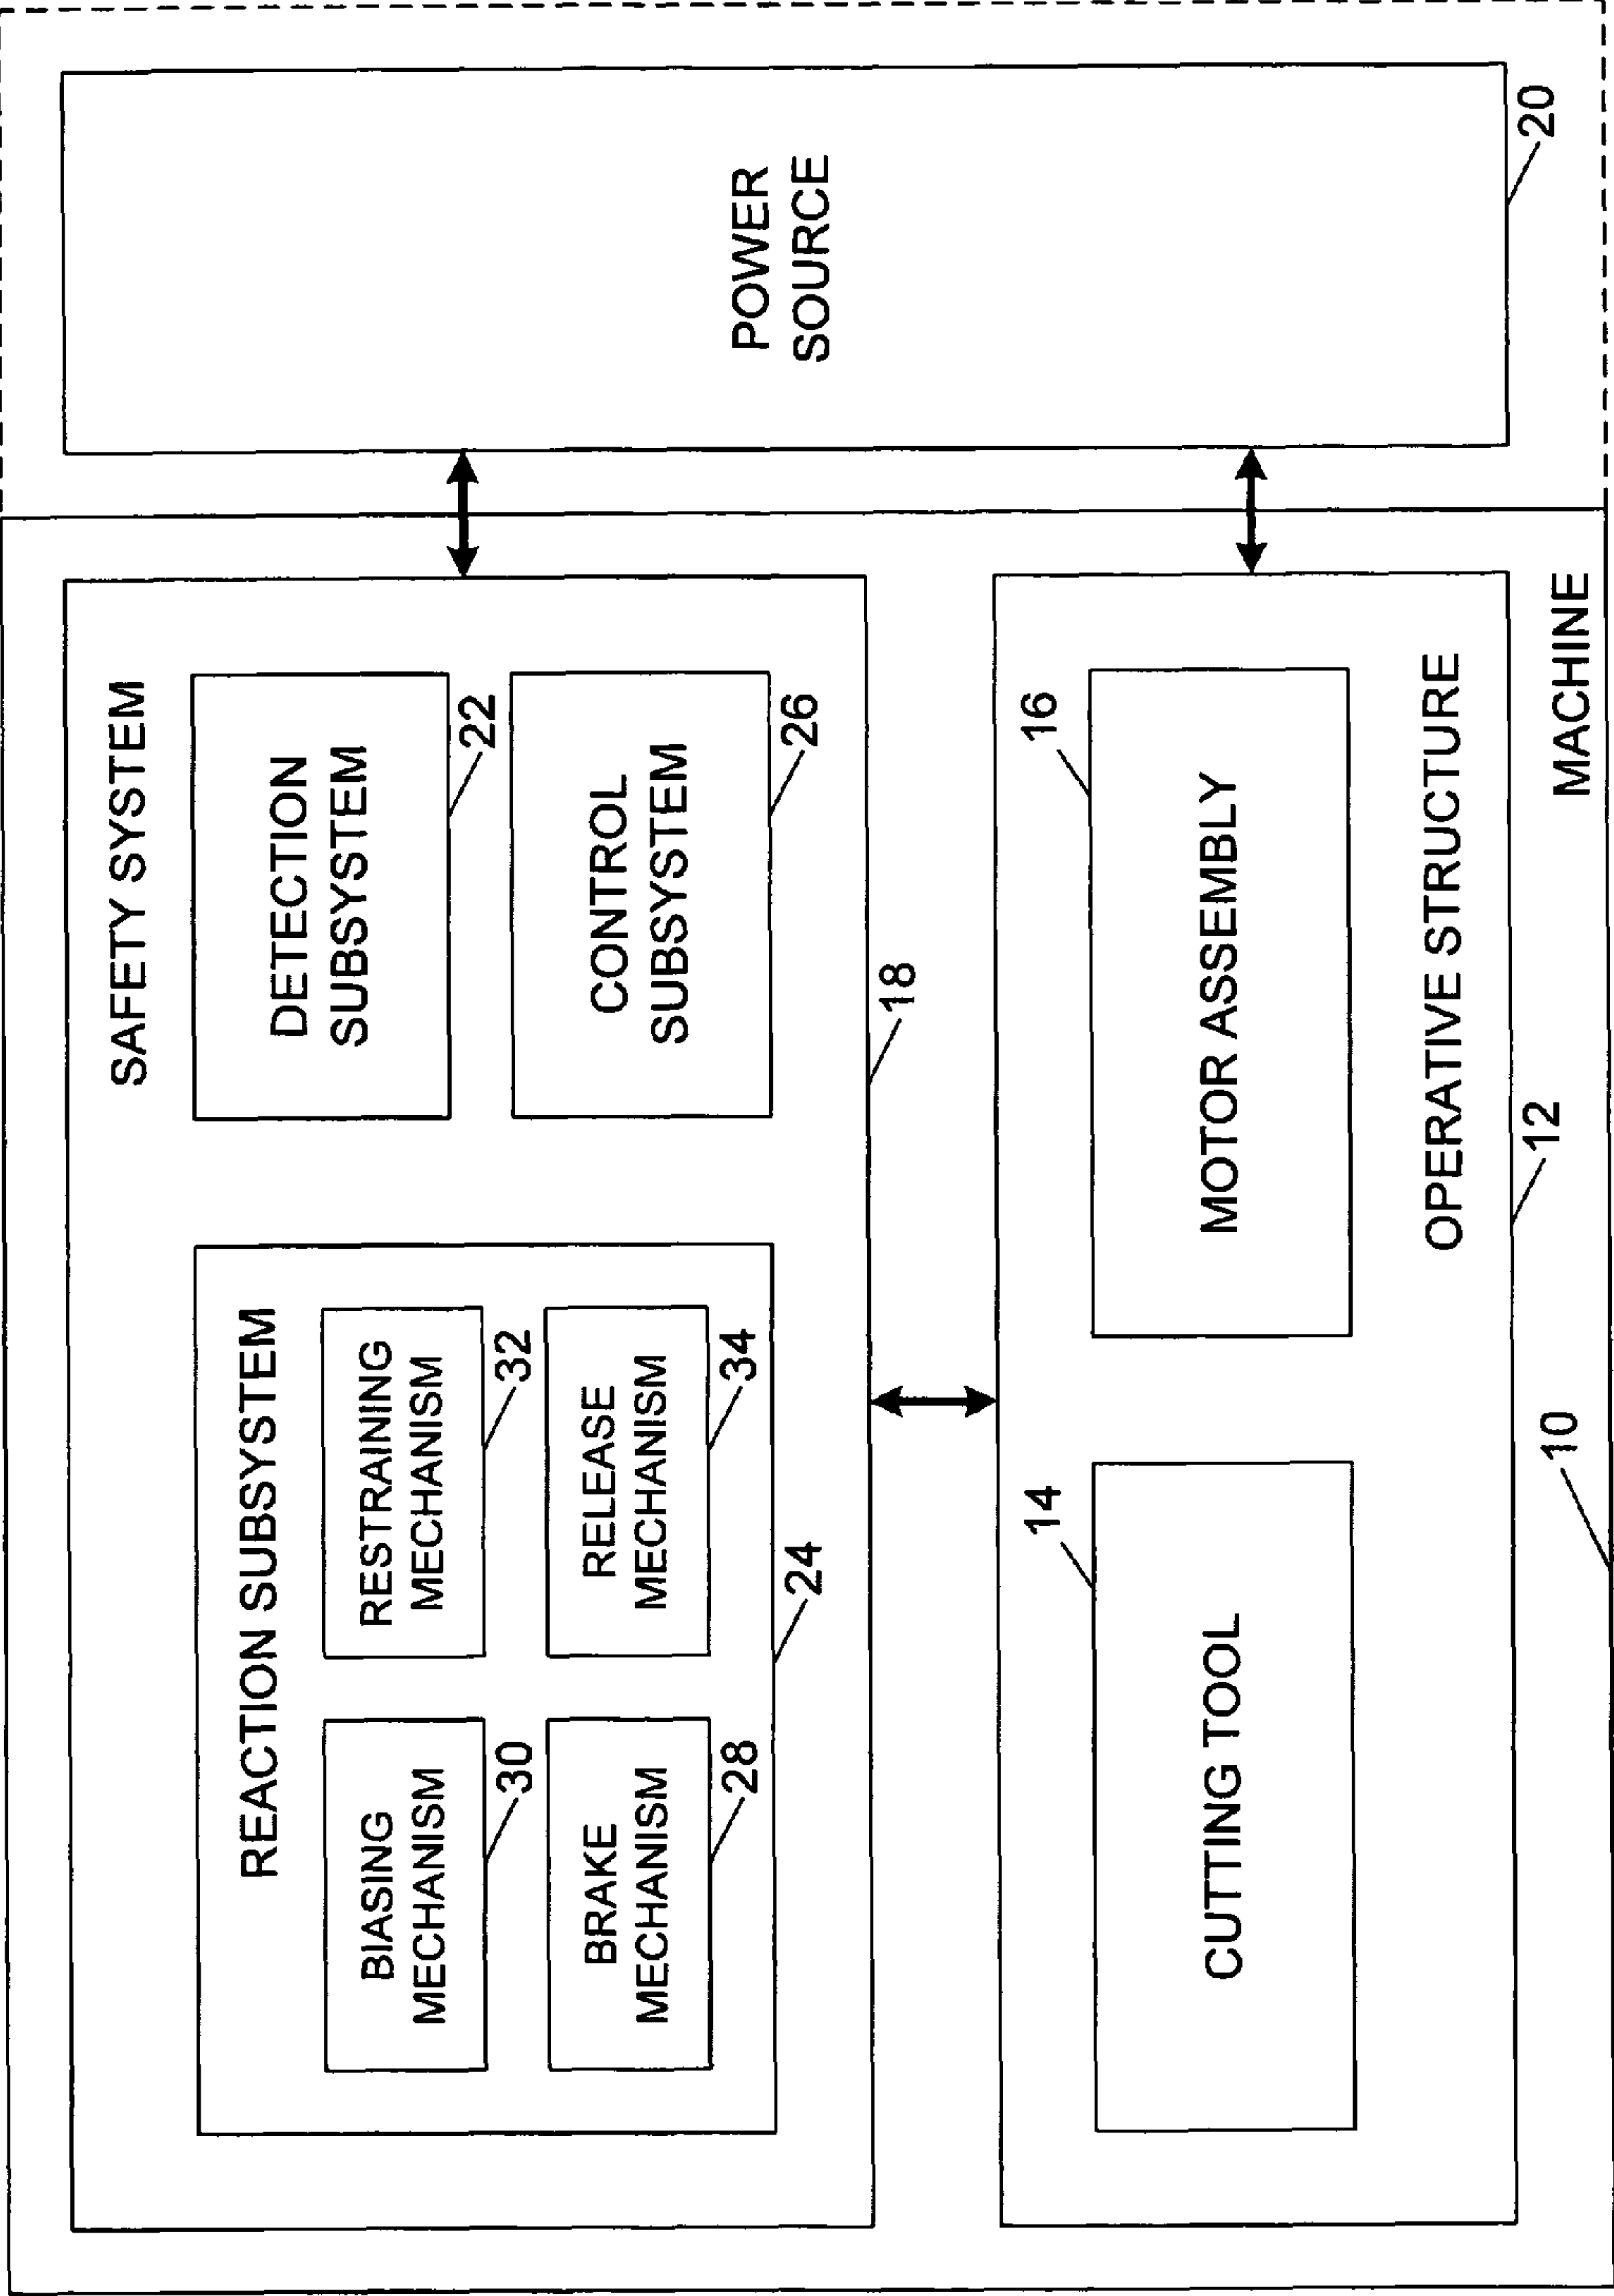 SAFETY SYSTEM
REACTION SUBSYSTEM
BIASING
MECHANISM
30
RESTRAINING
MECHANISM
32
BRAKE
MECHANISM
28
RELEASE
MECHANISM
34
24
DETECTION
SUBSYSTEM
22
CONTROL
SUBSYSTEM
26
18
POWER
SOURCE
20
14
CUTTING TOOL
16
MOTOR ASSEMBLY
OPERATIVE STRUCTURE
12
MACHINE
10